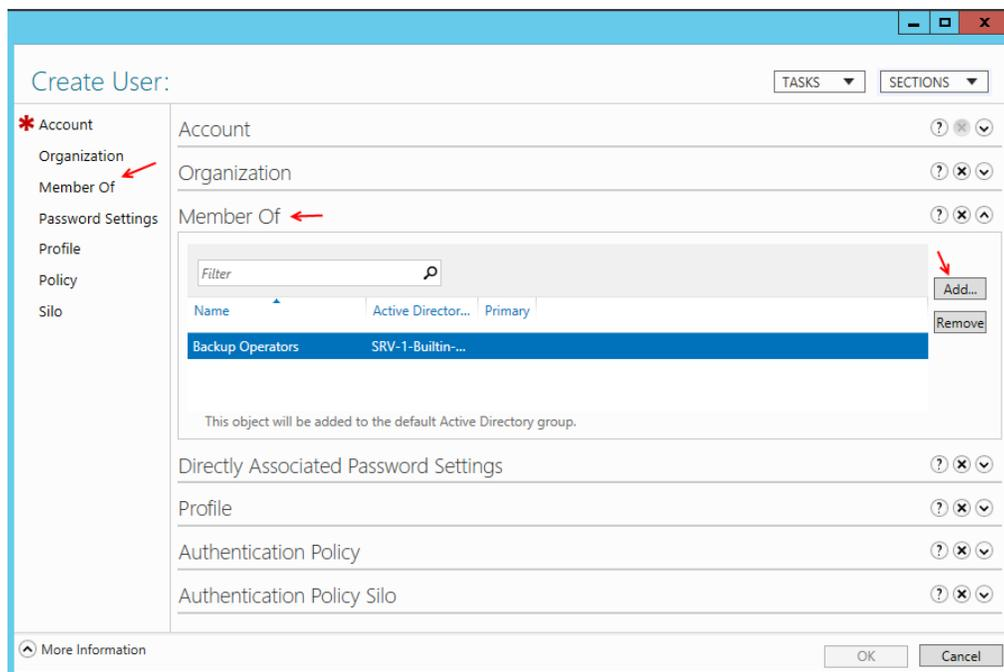 Create User:
TASKS
SECTIONS
Account
Organization
Member Of
Password Settings
Profile
Policy
Silo
Account
Organization
Member Of
Filter
Add...
Remove
Name Active Director... Primary
Backup Operators SRV-1-Builtin-...
This object will be added to the default Active Directory group.
Directly Associated Password Settings
Profile
Authentication Policy
Authentication Policy Silo
More Information
OK
Cancel